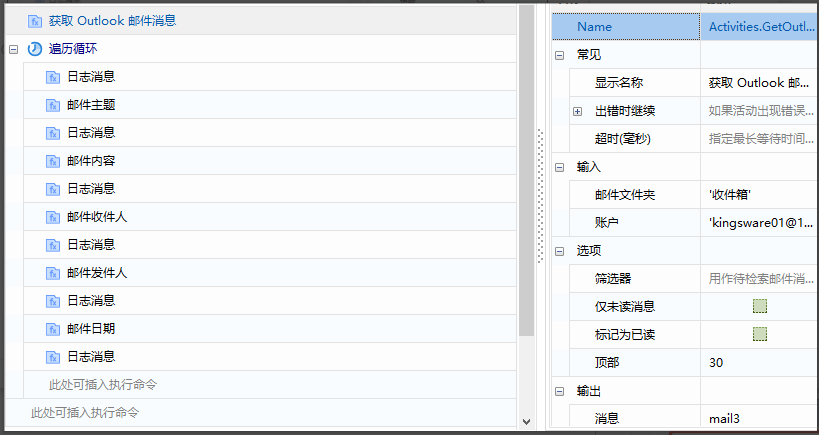 获取 Outlook 邮件消息
遍历循环
日志消息
邮件主题
日志消息
邮件内容
日志消息
邮件收件人
日志消息
邮件发件人
日志消息
邮件日期
日志消息
此处可插入执行命令
此处可插入执行命令
Name Activities.GetOutl...
常见
显示名称 获取 Outlook 邮...
出错时继续 如果活动出现错误...
超时(毫秒) 指定最长等待时间...
输入
邮件文件夹 '收件箱'
账户 'kingsware01@1...
选项
筛选器 用作待检索邮件消...
仅未读消息
标记为已读
顶部 30
输出
消息 mail3